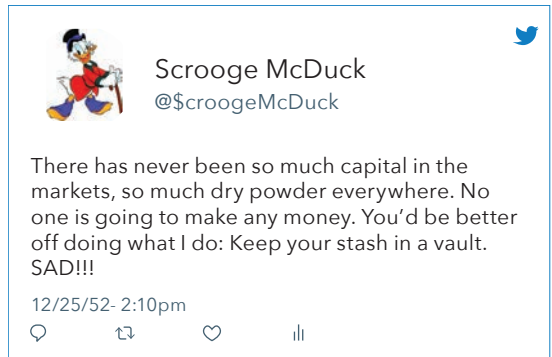 Scrooge McDuck
@$croogeMcDuck
There has never been so much capital in the
markets, so much dry powder everywhere. No
one is going to make any money. You’d be better
off doing what I do: Keep your stash in a vault.
SAD!!!
12/25/52- 2:10pm